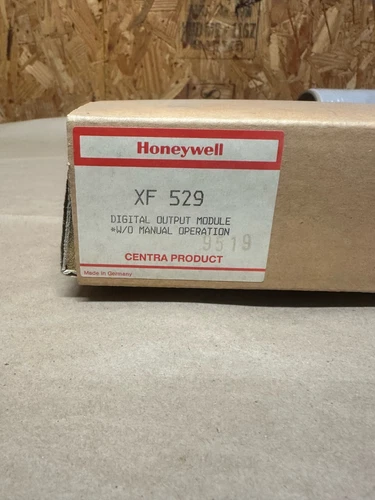 Honeywell
XF 529
DIGITAL OUTPUT MODULE
*W/O MANUAL OPERATION
9519
CENTRA PRODUCT
Made in Germany